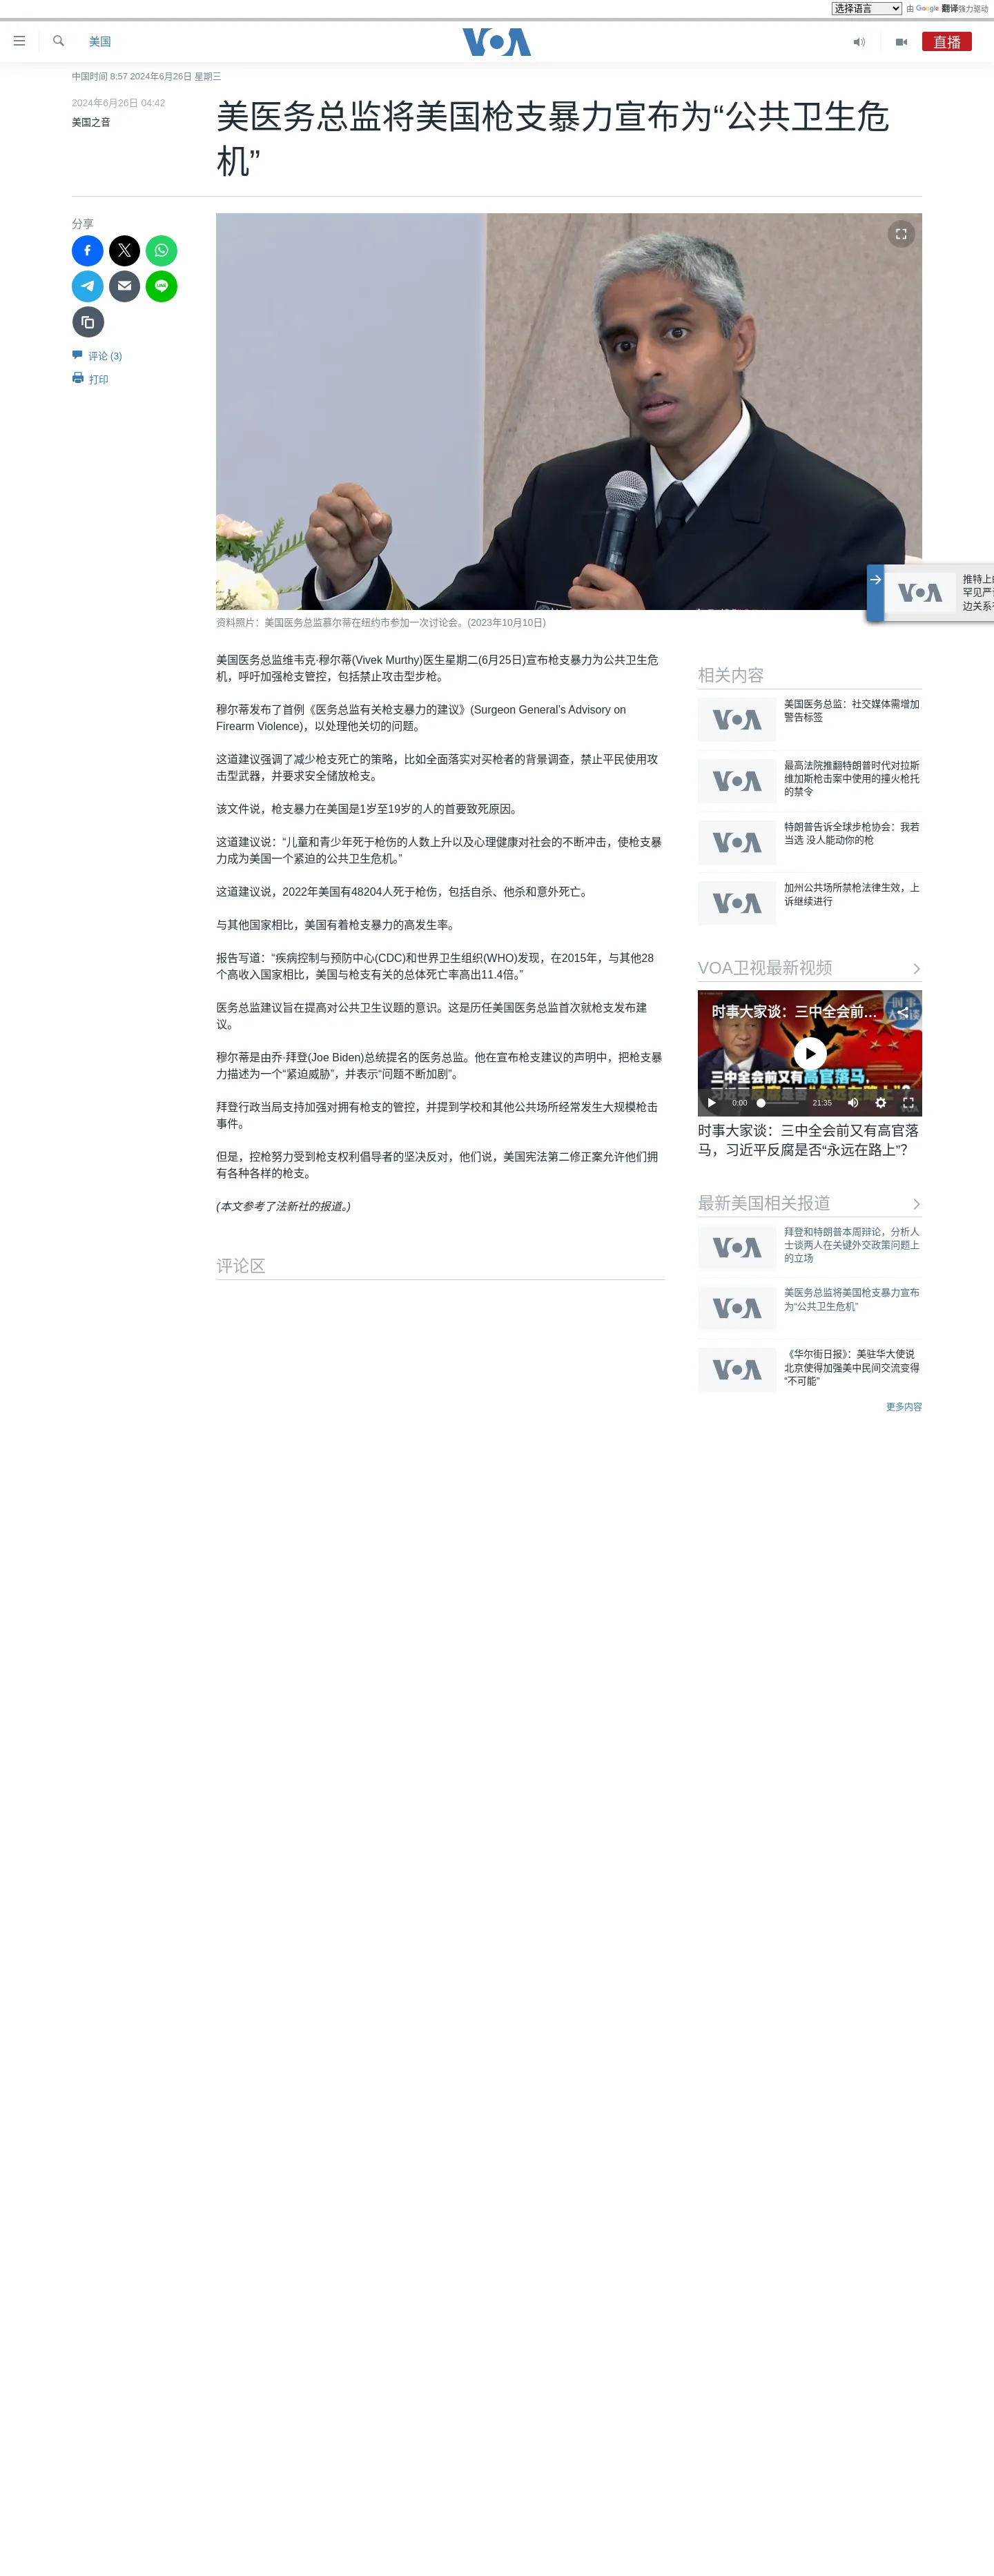 选择语言
由 Google 翻译强力驱动
美国
VOA
直播
中国时间 8:57 2024年6月26日 星期三
2024年6月26日 04:42
美国之音
美医务总监将美国枪支暴力宣布为“公共卫生危
机”
分享
评论 (3)
打印
资料照片：美国医务总监慕尔蒂在纽约市参加一次讨论会。(2023年10月10日)
推特上的
罕见严
边关系
美国医务总监维韦克·穆尔蒂(Vivek Murthy)医生星期二(6月25日)宣布枪支暴力为公共卫生危
机，呼吁加强枪支管控，包括禁止攻击型步枪。
穆尔蒂发布了首例《医务总监有关枪支暴力的建议》(Surgeon General's Advisory on
Firearm Violence)，以处理他关切的问题。
这道建议强调了减少枪支死亡的策略，比如全面落实对买枪者的背景调查，禁止平民使用攻
击型武器，并要求安全储放枪支。
该文件说，枪支暴力在美国是1岁至19岁的人的首要致死原因。
这道建议说：“儿童和青少年死于枪伤的人数上升以及心理健康对社会的不断冲击，使枪支暴
力成为美国一个紧迫的公共卫生危机。”
这道建议说，2022年美国有48204人死于枪伤，包括自杀、他杀和意外死亡。
与其他国家相比，美国有着枪支暴力的高发生率。
报告写道：“疾病控制与预防中心(CDC)和世界卫生组织(WHO)发现，在2015年，与其他28
个高收入国家相比，美国与枪支有关的总体死亡率高出11.4倍。”
医务总监建议旨在提高对公共卫生议题的意识。这是历任美国医务总监首次就枪支发布建
议。
穆尔蒂是由乔·拜登(Joe Biden)总统提名的医务总监。他在宣布枪支建议的声明中，把枪支暴
力描述为一个“紧迫威胁”，并表示“问题不断加剧”。
拜登行政当局支持加强对拥有枪支的管控，并提到学校和其他公共场所经常发生大规模枪击
事件。
但是，控枪努力受到枪支权利倡导者的坚决反对，他们说，美国宪法第二修正案允许他们拥
有各种各样的枪支。
(本文参考了法新社的报道。)
评论区
相关内容
VOA
美国医务总监：社交媒体需增加
警告标签
VOA
最高法院推翻特朗普时代对拉斯
维加斯枪击案中使用的撞火枪托
的禁令
VOA
特朗普告诉全球步枪协会：我若
当选 没人能动你的枪
VOA
加州公共场所禁枪法律生效，上
诉继续进行
VOA卫视最新视频
时事大家谈：三中全会前...
时事
大家谈
三中全会前又有高官落马，
习近平反腐是否“永远在路上”？
0:00
21:35
时事大家谈：三中全会前又有高官落
马，习近平反腐是否“永远在路上”？
最新美国相关报道
VOA
拜登和特朗普本周辩论，分析人
士谈两人在关键外交政策问题上
的立场
VOA
美医务总监将美国枪支暴力宣布
为“公共卫生危机”
VOA
《华尔街日报》：美驻华大使说
北京使得加强美中民间交流变得
“不可能”
更多内容